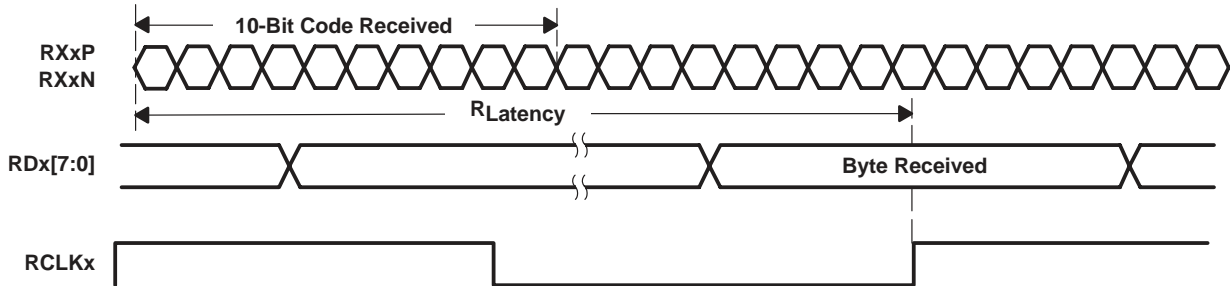 10-Bit Code Received
RXxP
RXxN
RLatency
RDx[7:0]
Byte Received
RCLKx